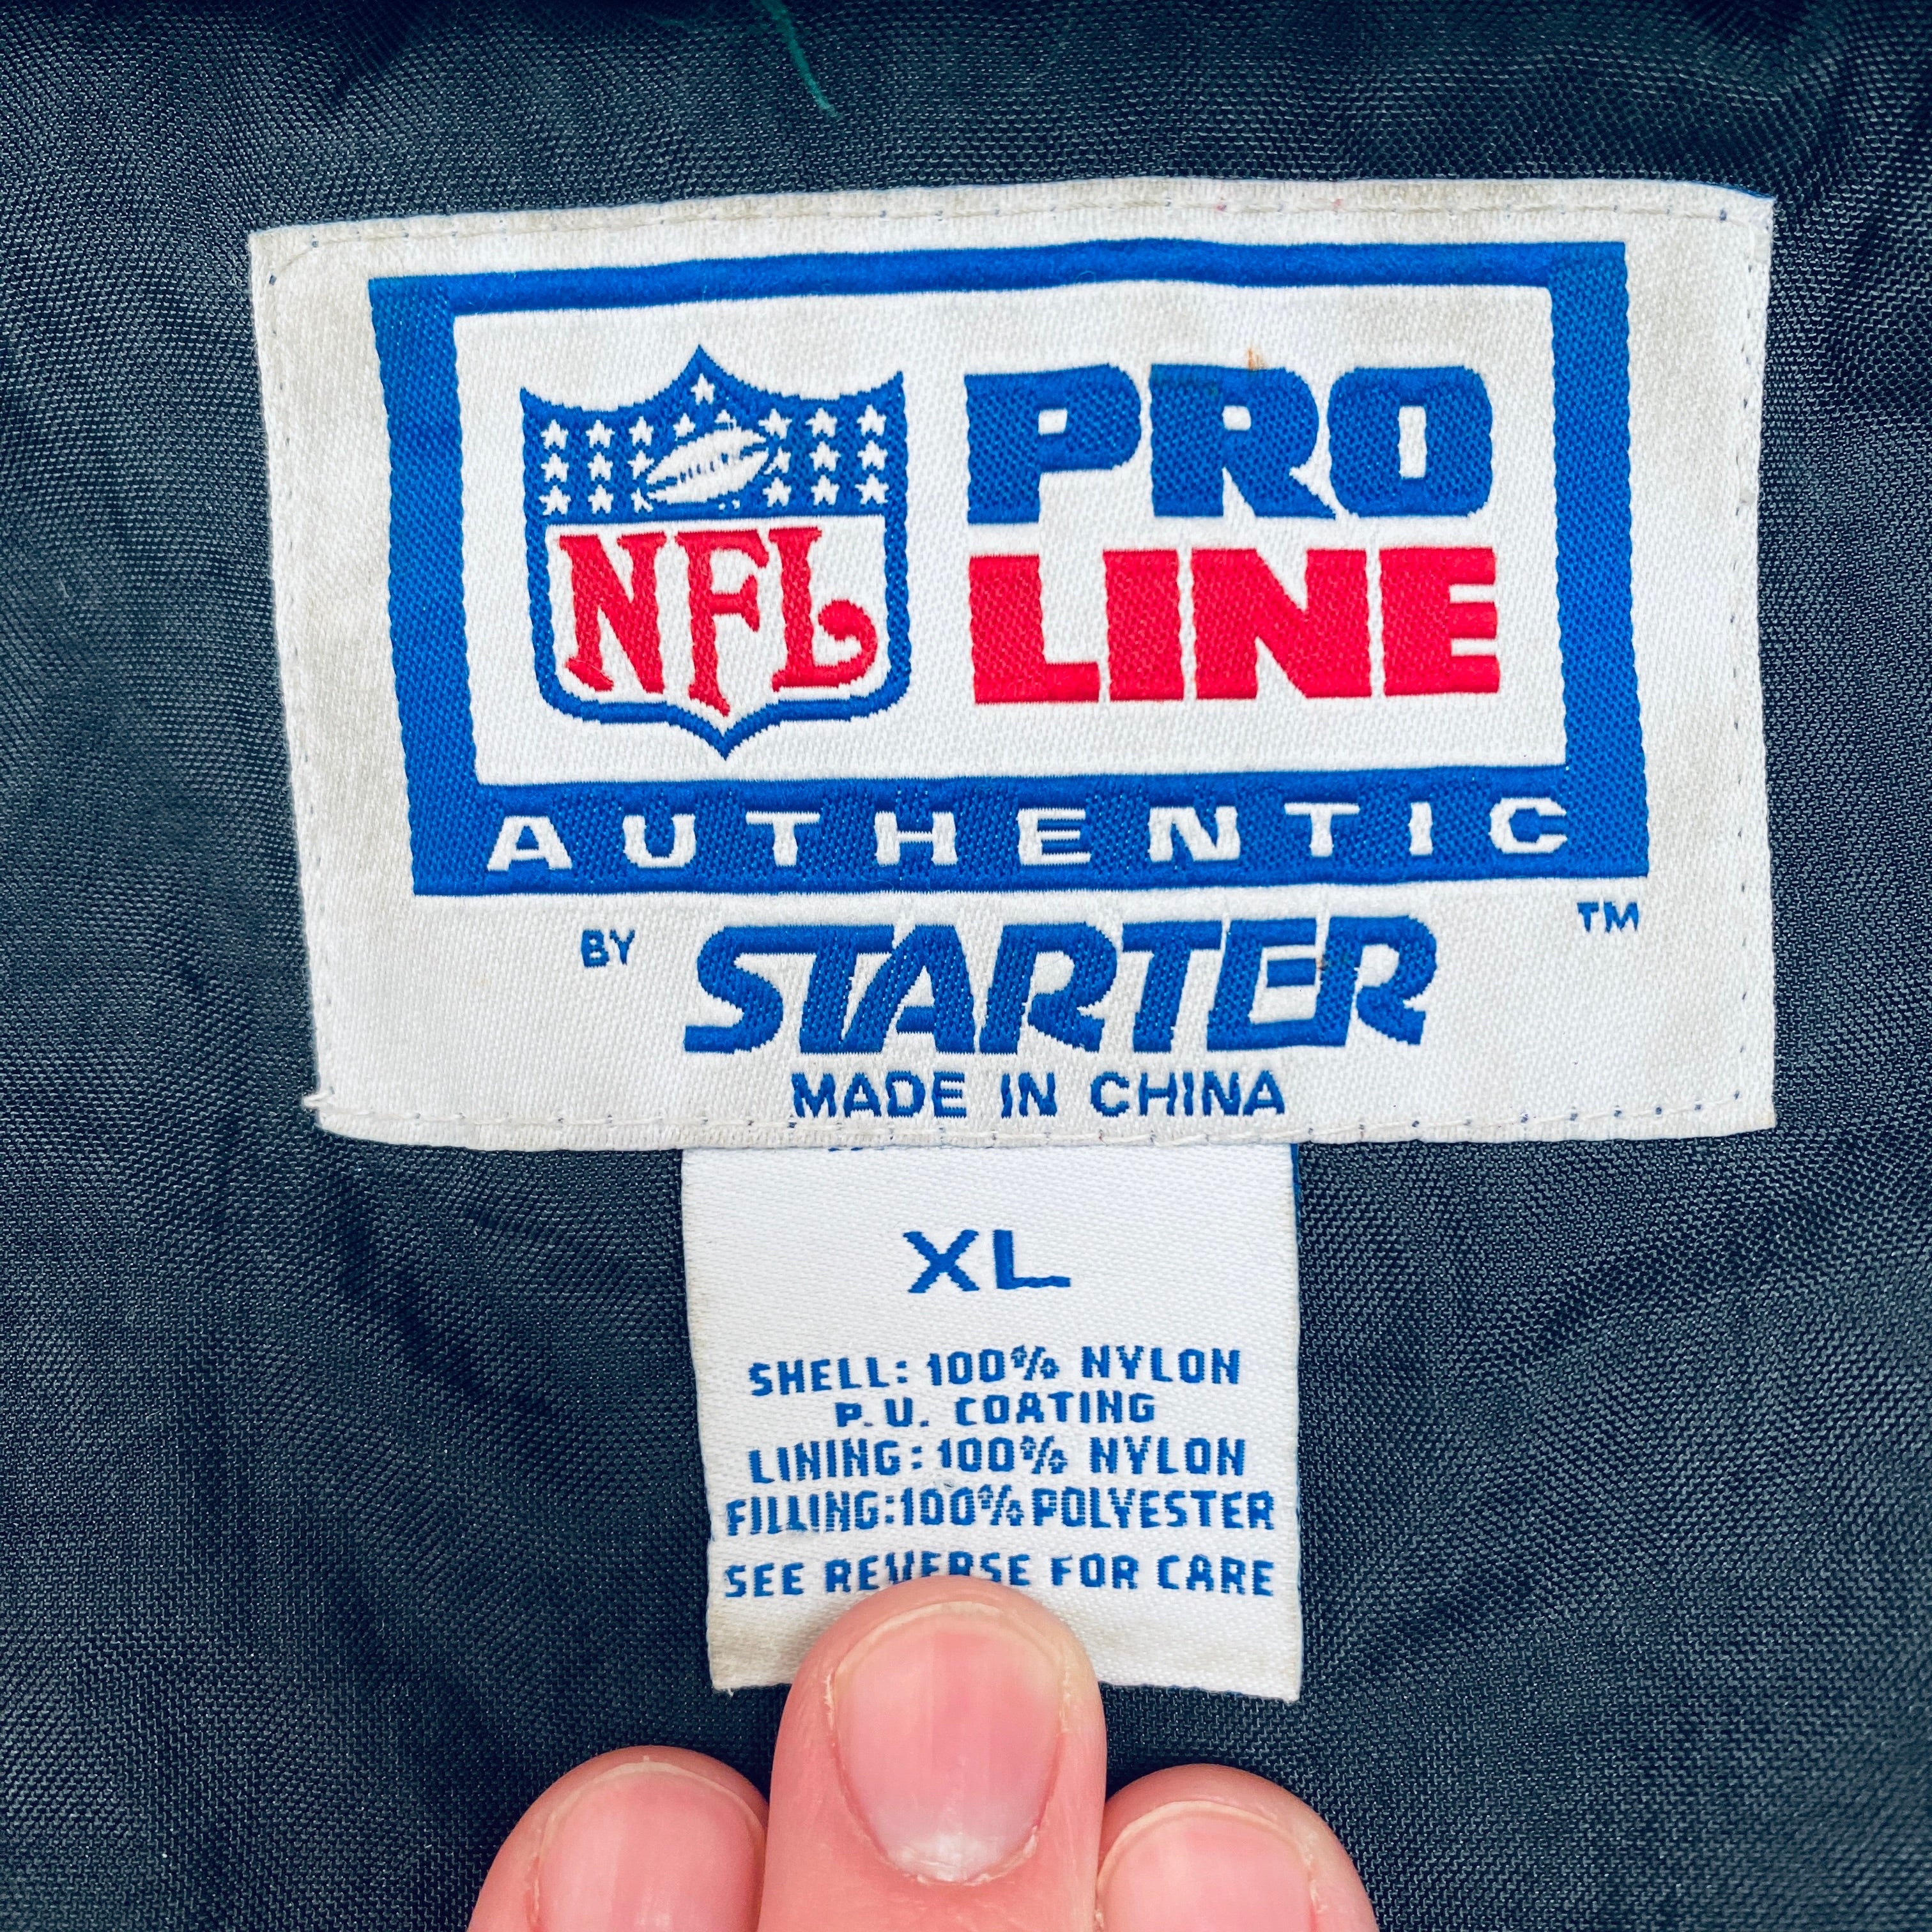 NFL
PRO
LINE
AUTHENTIC
BY STARTER ™
MADE IN CHINA
XL
SHELL: 100% NYLON
P.U. COATING
LINING: 100% NYLON
FILLING:100% POLYESTER
SEE REVERSE FOR CARE